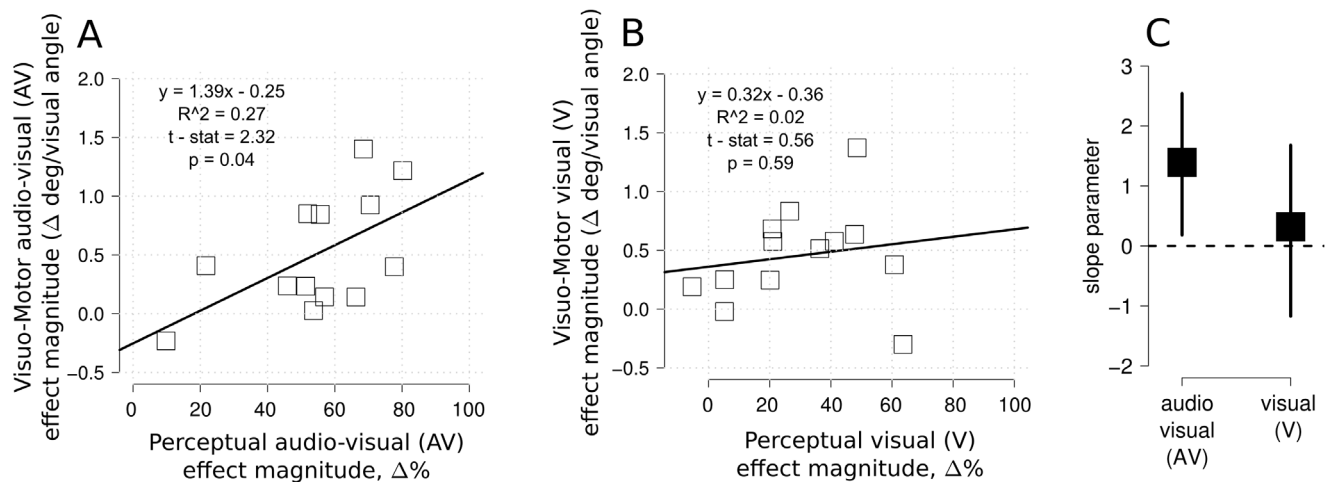 A
Visuo-Motor audio-visual (AV)
effect magnitude (Δ deg/visual angle)
2.0
1.5
1.0
0.5
0.0
−0.5
y = 1.39x - 0.25
R^2 = 0.27
t - stat = 2.32
p = 0.04
0 20 40 60 80 100
Perceptual audio-visual (AV)
effect magnitude, Δ%
B
Visuo-Motor visual (V)
effect magnitude (Δ deg/visual angle)
2.0
1.5
1.0
0.5
0.0
−0.5
y = 0.32x - 0.36
R^2 = 0.02
t - stat = 0.56
p = 0.59
0 20 40 60 80 100
Perceptual visual (V)
effect magnitude, Δ%
C
slope parameter
3
2
1
0
−1
−2
audio
visual
(AV)
visual
(V)